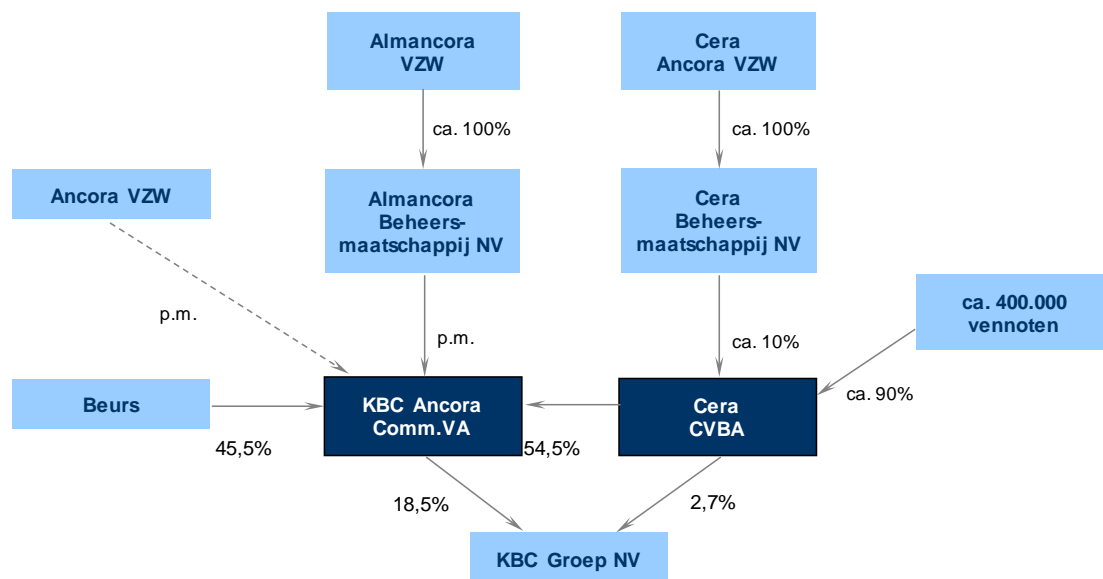 Almancora
VZW
Cera
Ancora VZW
ca. 100%
ca. 100%
Ancora VZW
Almancora
Beheers-
maatschappij NV
Cera
Beheers-
maatschappij NV
ca. 400.000
vennoten
p.m.
p.m.
ca. 10%
ca. 90%
Beurs
KBC Ancora
Comm.VA
Cera
CVBA
45,5%
54,5%
18,5%
2,7%
KBC Groep NV